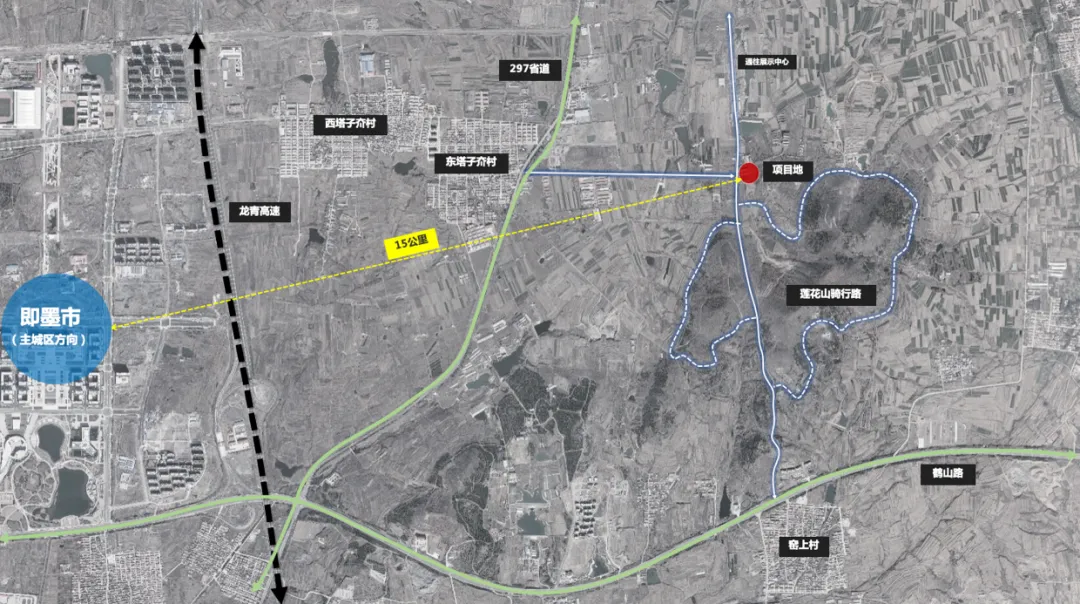 通往展示中心
297省道
西塔子夼村
东塔子夼村
项目地
龙青高速
15公里
莲花山骑行路
即墨市
（主城区方向）
鹤山路
窑上村